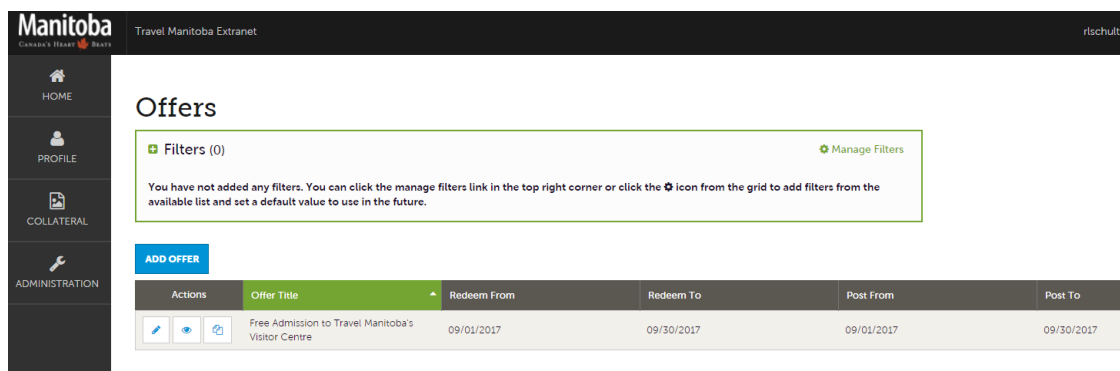 Manitoba
CANADA'S HEART BEATS
Travel Manitoba Extranet
rlschult
HOME
PROFILE
COLLATERAL
ADMINISTRATION
Offers
Filters (0)
Manage Filters
You have not added any filters. You can click the manage filters link in the top right corner or click the icon from the grid to add filters from the
available list and set a default value to use in the future.
ADD OFFER
Actions Offer Title Redeem From Redeem To Post From Post To
Free Admission to Travel Manitoba's
Visitor Centre
09/01/2017 09/30/2017 09/01/2017 09/30/2017